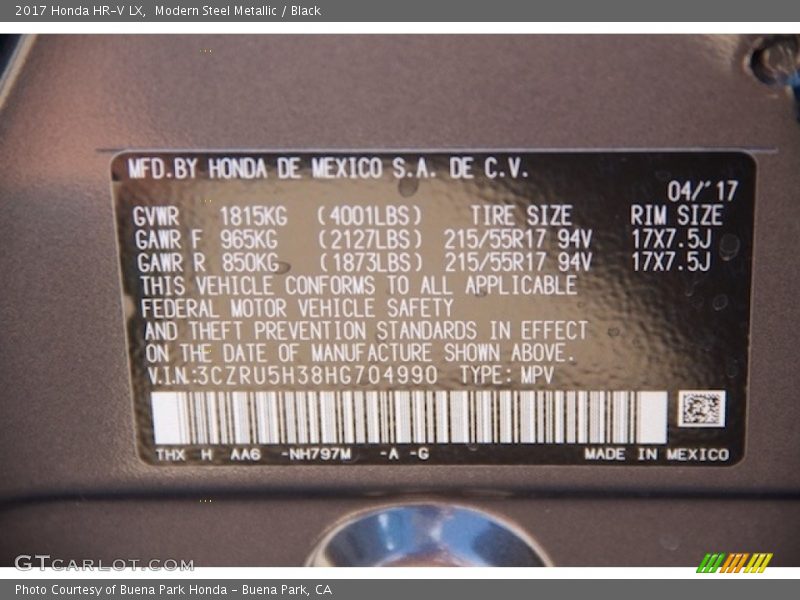 2017 Honda HR-V LX, Modern Steel Metallic / Black
MFD.BY HONDA DE MEXICO S.A. DE C.V.
04/'17
GVWR 1815KG (4001LBS) TIRE SIZE RIM SIZE
GAWR F 965KG (2127LBS) 215/55R17 94V 17X7.5J
GAWR R 850KG (1873LBS) 215/55R17 94V 17X7.5J
THIS VEHICLE CONFORMS TO ALL APPLICABLE
FEDERAL MOTOR VEHICLE SAFETY
AND THEFT PREVENTION STANDARDS IN EFFECT
ON THE DATE OF MANUFACTURE SHOWN ABOVE.
V.I.N:3CZRU5H38HG704990 TYPE: MPV
THX H AA6 -NH797M -A -G MADE IN MEXICO
GTCARLOT.COM
Photo Courtesy of Buena Park Honda - Buena Park, CA